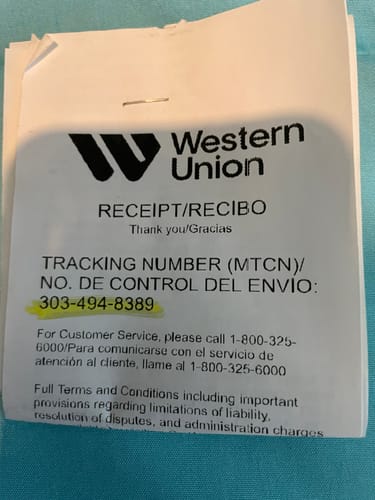 Western
Union
RECEIPT/RECIBO
Thank you/Gracias
TRACKING NUMBER (MTCN)/
NO. DE CONTROL DEL ENVIO:
303-494-8389
For Customer Service, please call 1-800-325-
6000/Para comunicarse con el servicio de
atención al cliente, llame al 1-800-325-6000
Full Terms and Conditions including important
provisions regarding limitations of liability,
resolution of disputes, and administration charges